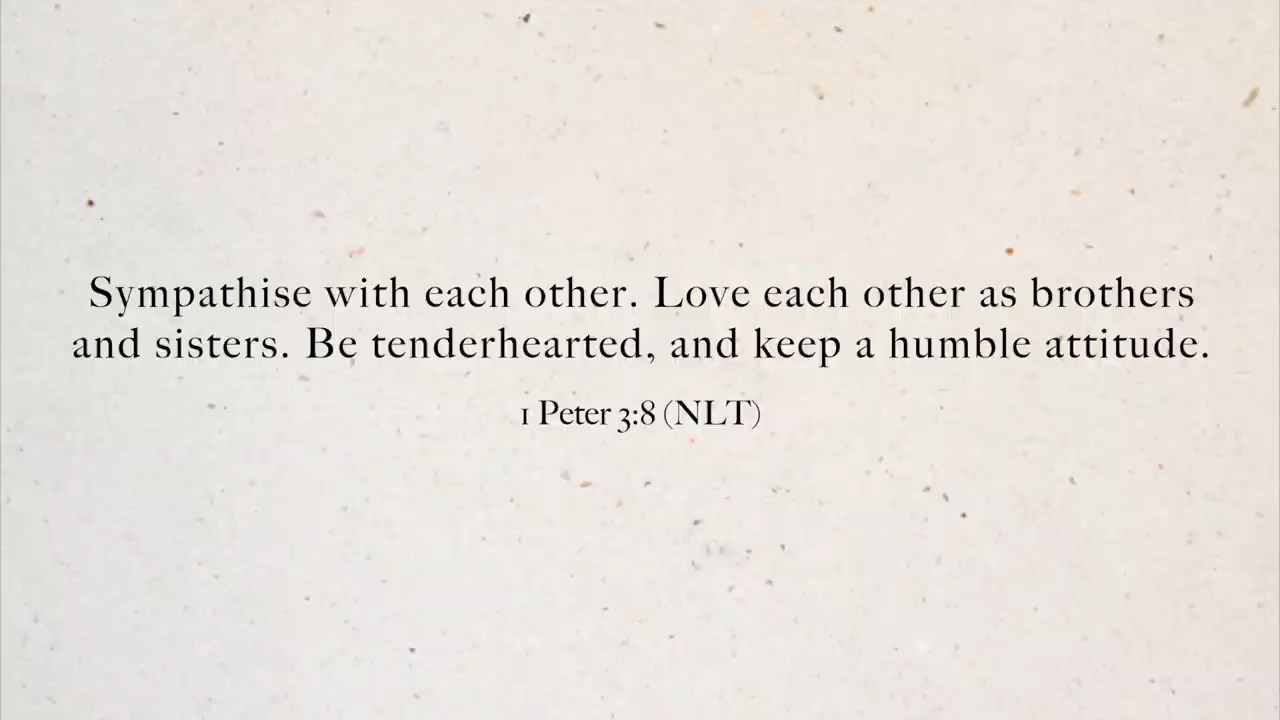 Sympathise with each other. Love each other as brothers
and sisters. Be tenderhearted, and keep a humble attitude.
1 Peter 3:8 (NLT)